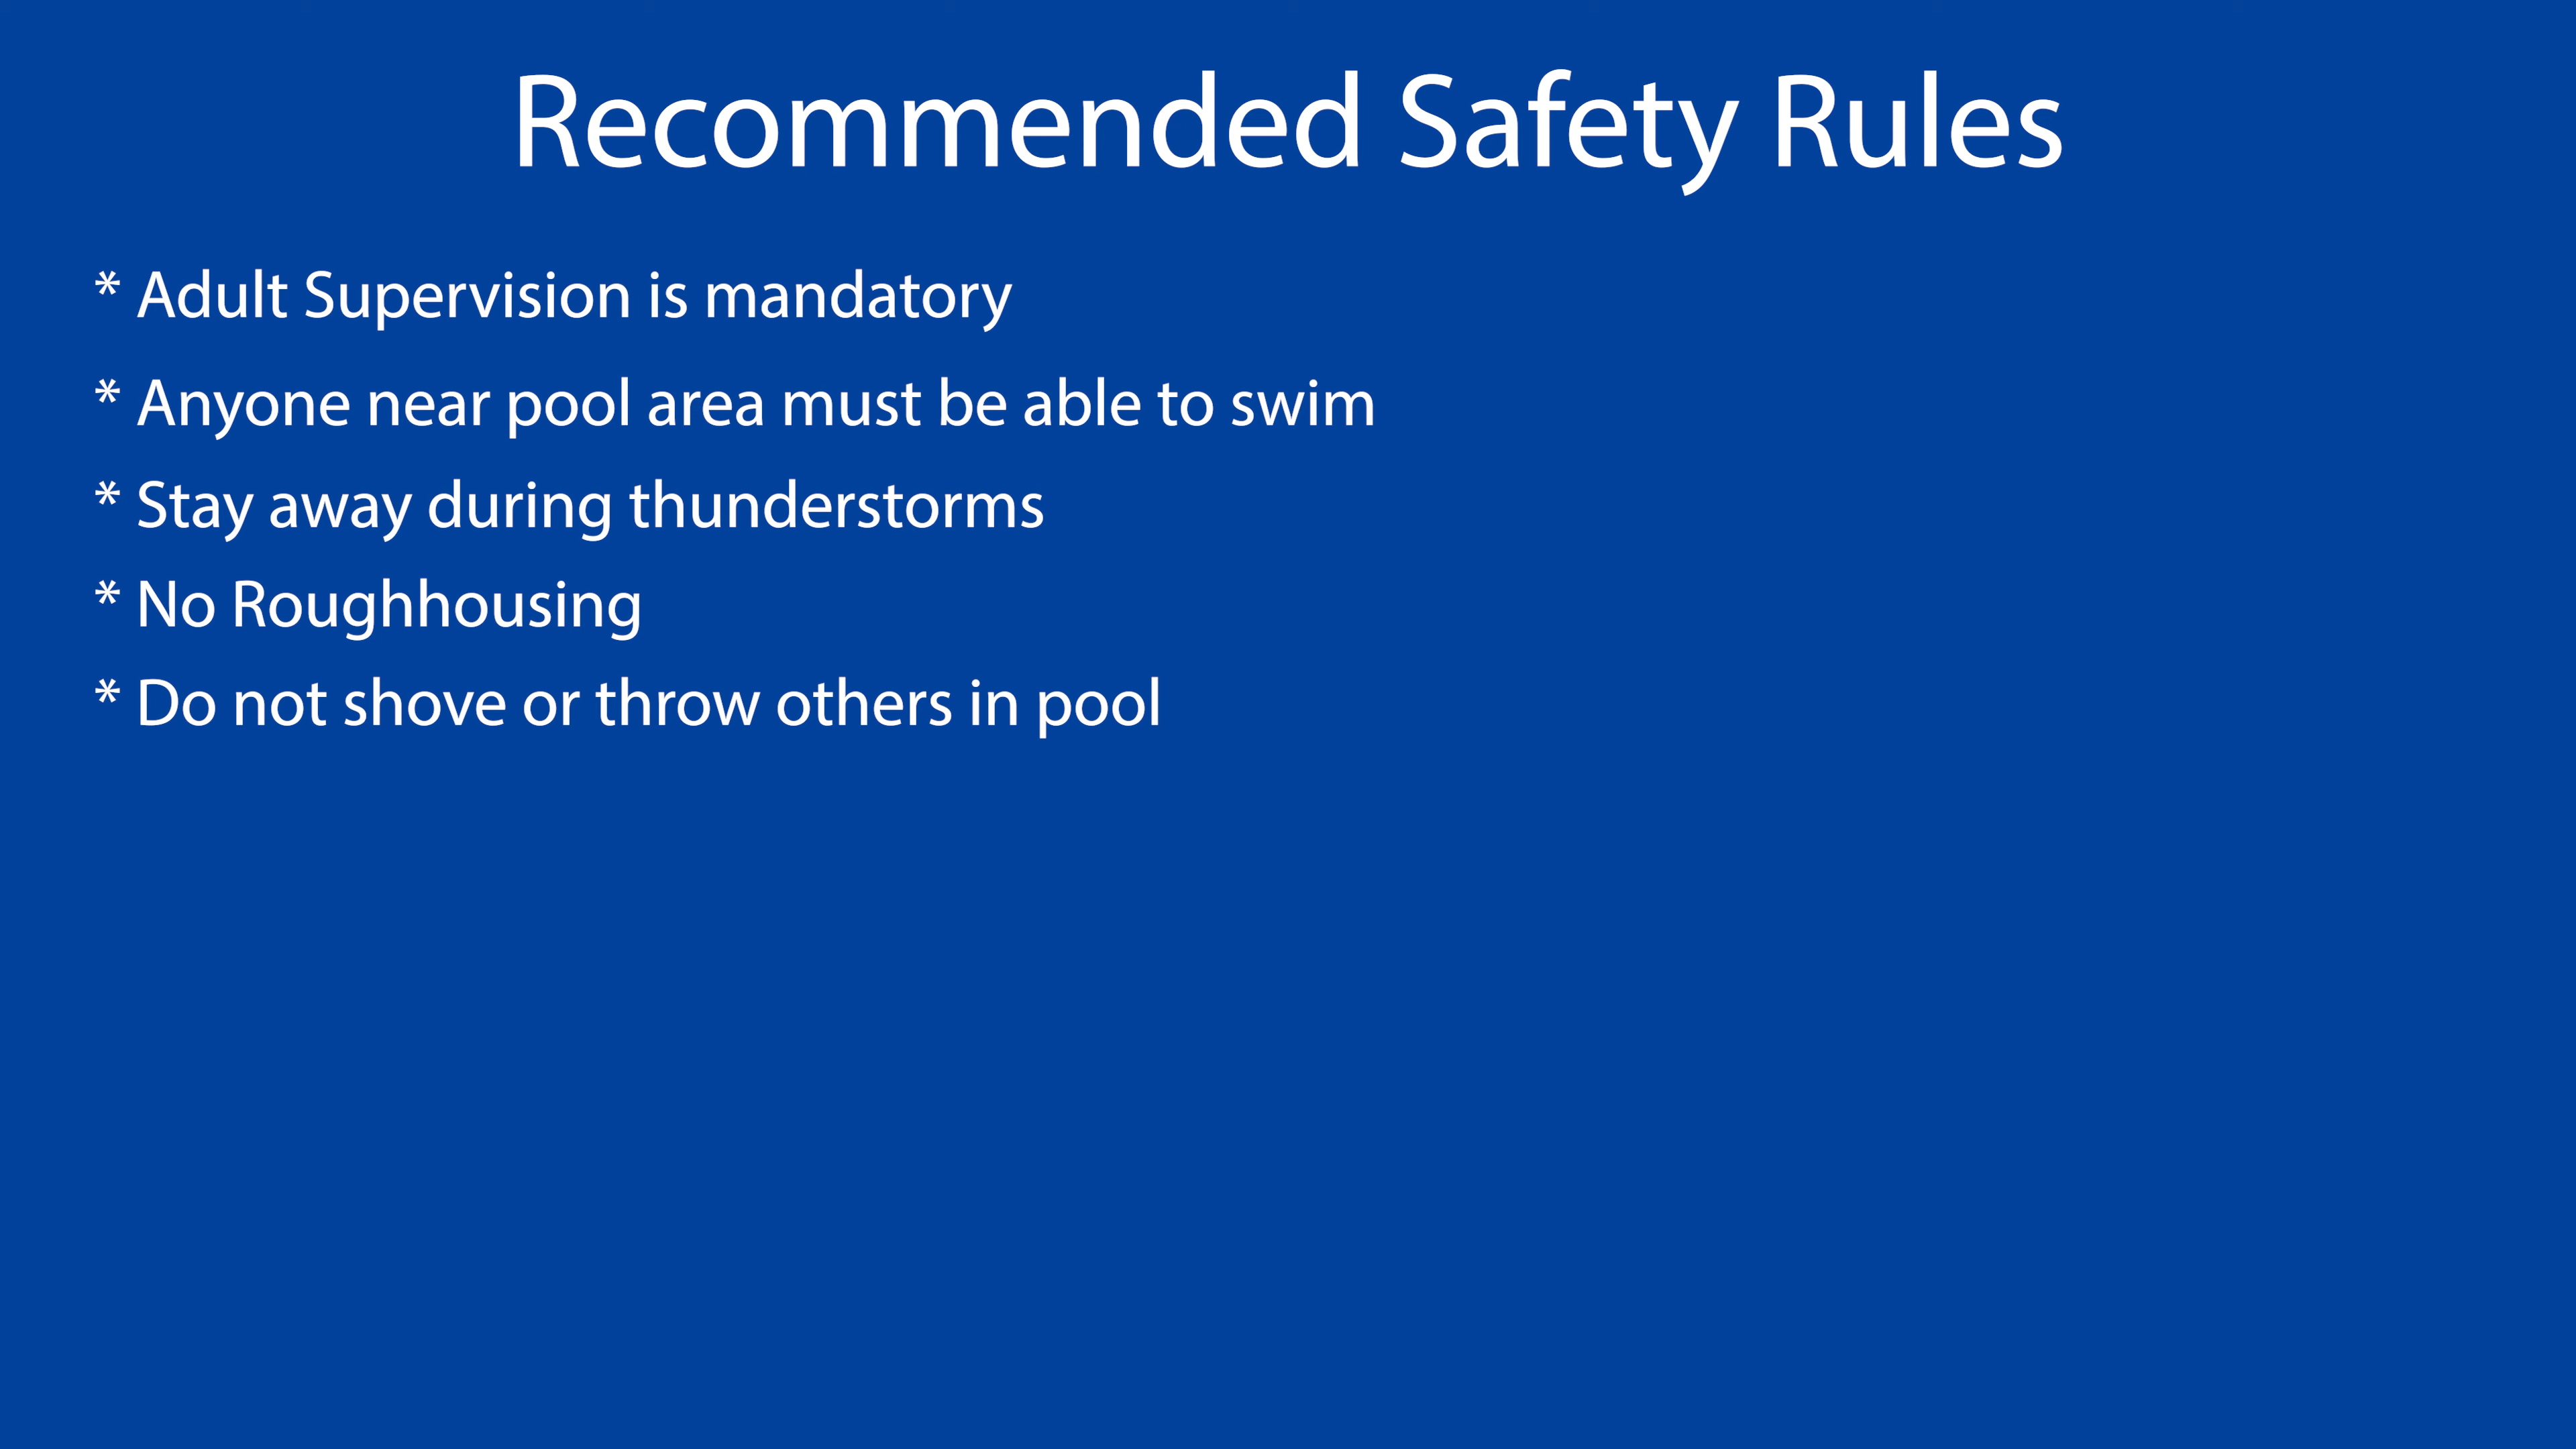 Recommended Safety Rules
* Adult Supervision is mandatory
* Anyone near pool area must be able to swim
* Stay away during thunderstorms
* No Roughhousing
* Do not shove or throw others in pool